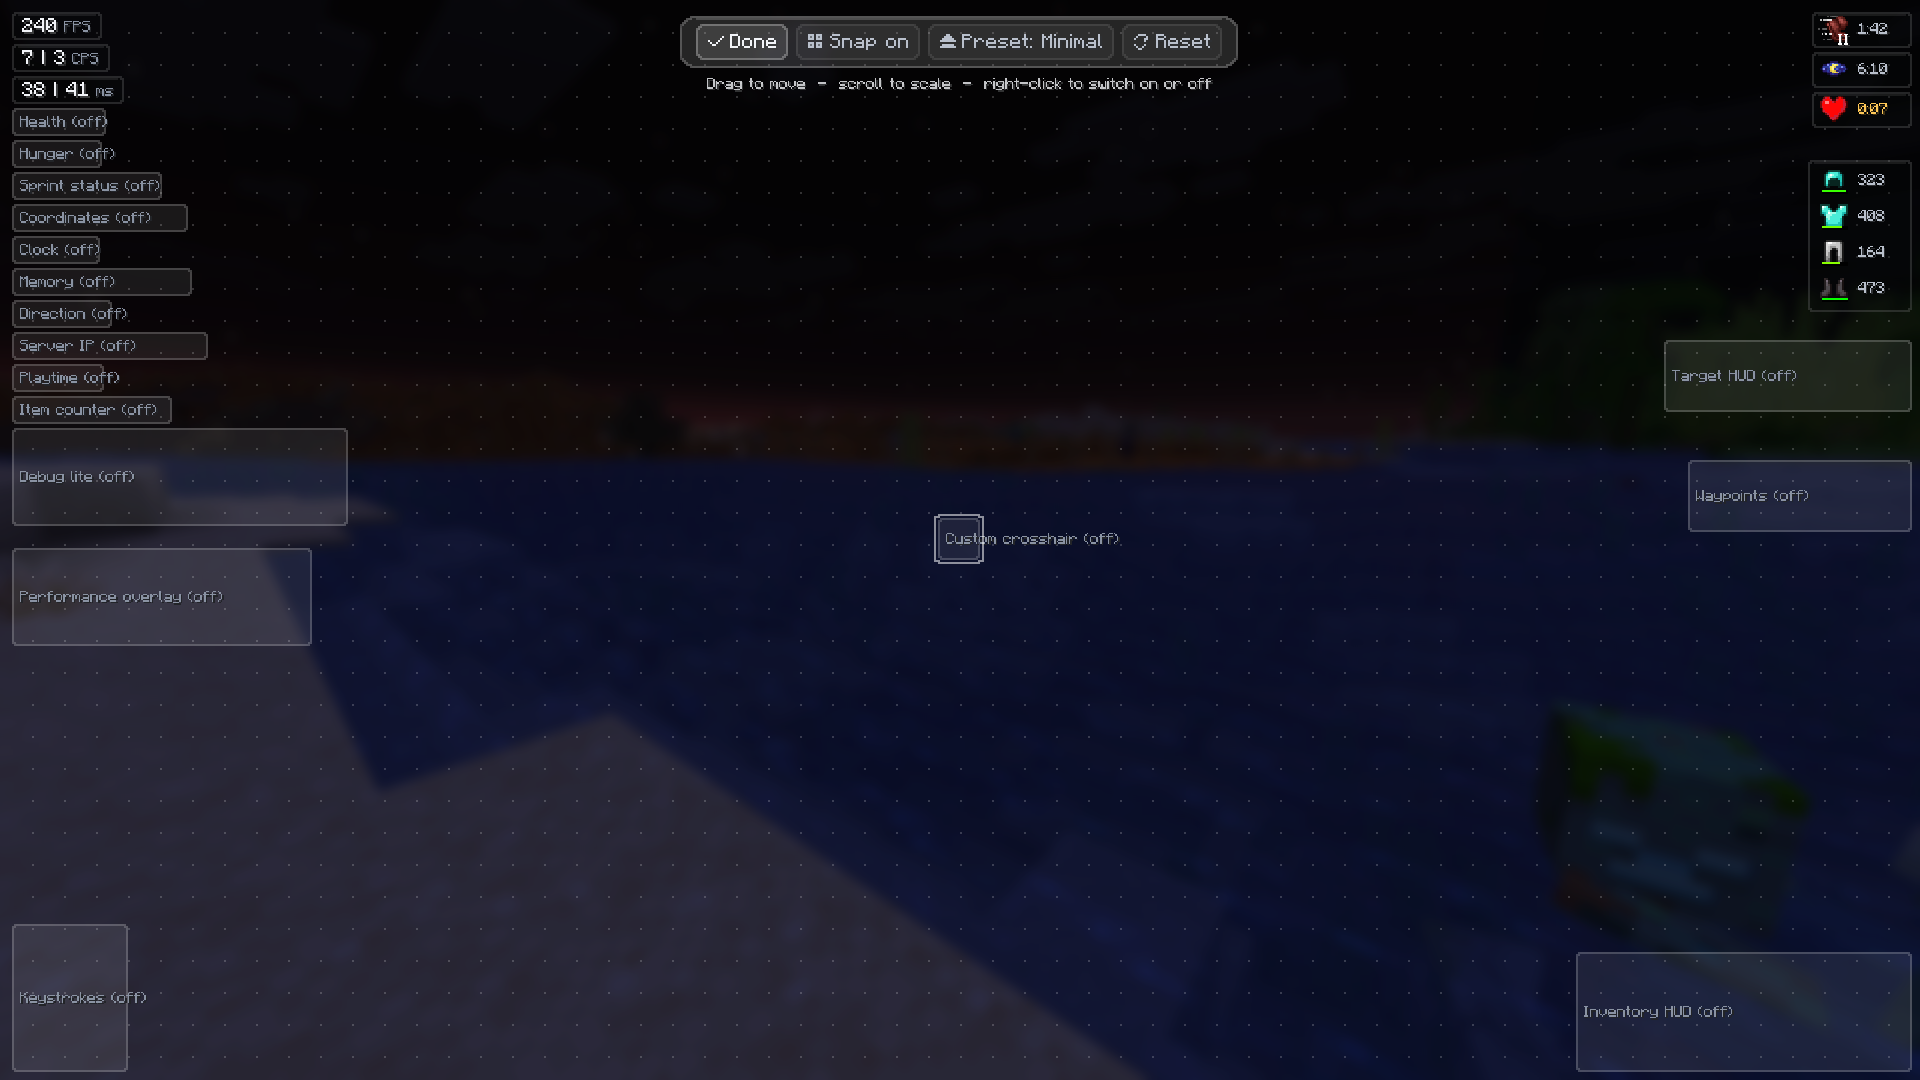 240 FPS
7 | 3 CPS
38 | 41 ms
Health (off)
Hunger (off)
Sprint status (off)
Coordinates (off)
Clock (off)
Memory (off)
Direction (off)
Server IP (off)
Playtime (off)
Item counter (off)
Debug lite (off)
Performance overlay (off)
Keystrokes (off)
Done
Snap on
Preset: Minimal
Reset
Drag to move - scroll to scale - right-click to switch on or off
Custom crosshair (off)
II 1:42
6:10
0:07
323
408
164
473
Target HUD (off)
Waypoints (off)
Inventory HUD (off)